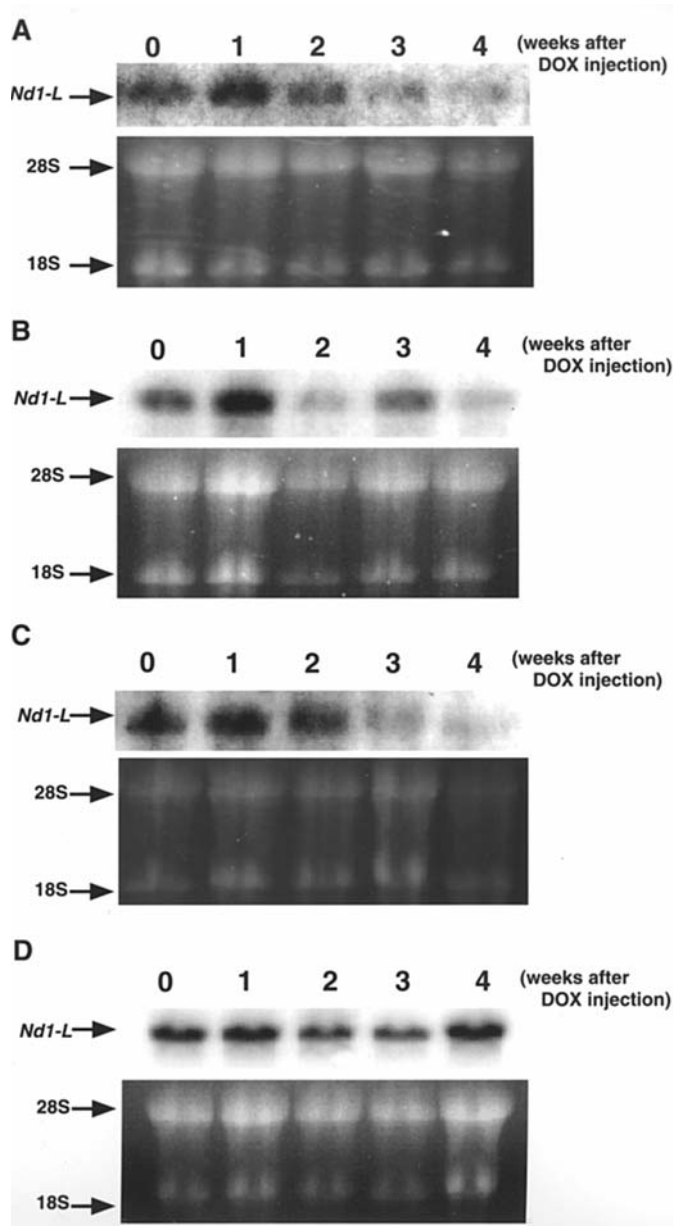 A
0 1 2 3 4 (weeks after
DOX injection)
Nd1-L
28S
18S
B
0 1 2 3 4 (weeks after
DOX injection)
Nd1-L
28S
18S
C
0 1 2 3 4 (weeks after
DOX injection)
Nd1-L
28S
18S
D
0 1 2 3 4 (weeks after
DOX injection)
Nd1-L
28S
18S